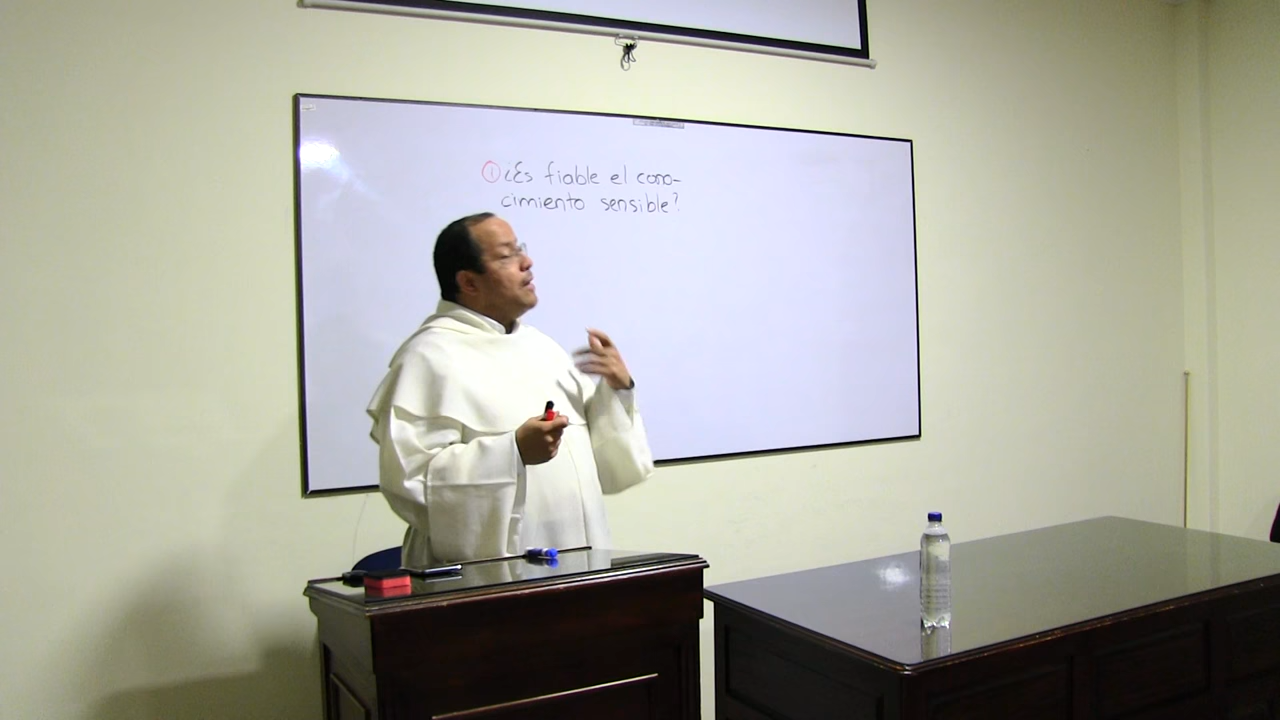 ① ¿Es fiable el cono-
cimiento sensible?